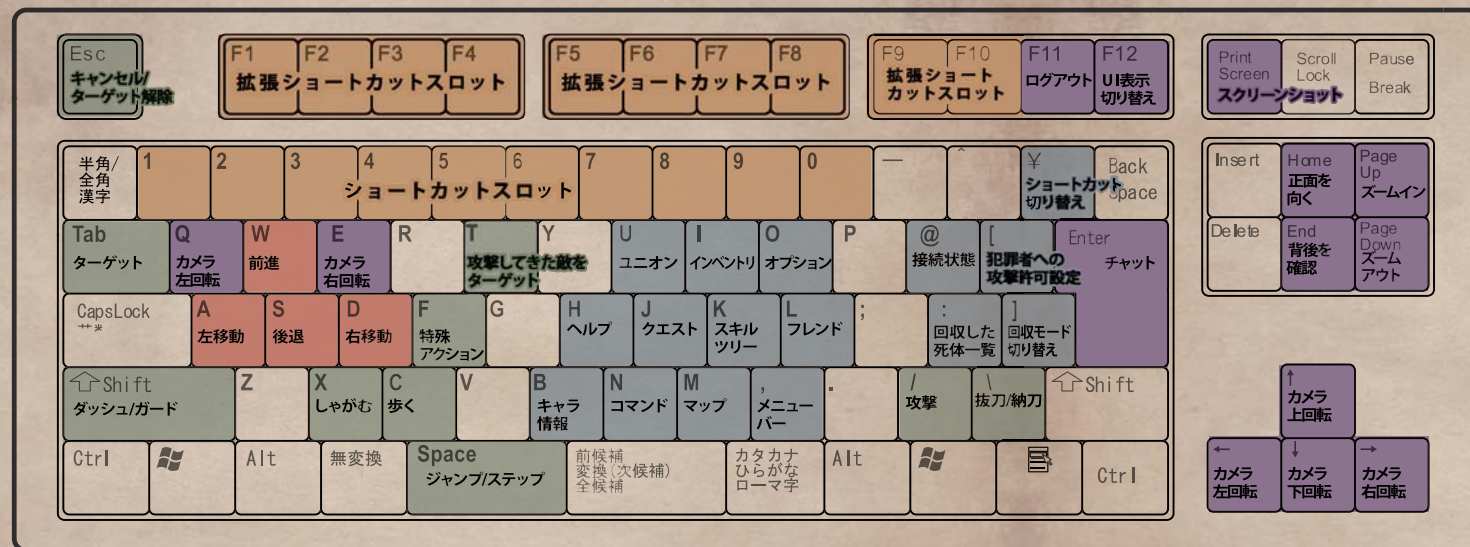 Esc
キャンセル/
ターゲット解除
F1 F2 F3 F4
拡張ショートカットスロット
F5 F6 F7 F8
拡張ショートカットスロット
F9 F10
拡張ショート
カットスロット
F11
ログアウト
F12
UI表示
切り替え
Print
Screen
スクリーンショット
Scroll
Lock
Pause
Break
半角/
全角
漢字
1 2 3 4 5 6 7 8 9 0
ショートカットスロット
—
^
¥
ショートカット
切り替え
Back
Space
Insert
Home
正面を
向く
Page
Up
ズームイン
Tab
ターゲット
Q
カメラ
左回転
W
前進
E
カメラ
右回転
R
T Y
攻撃してきた敵を
ターゲット
U
ユニオン
I
インベントリ
O
オプション
P
@
接続状態
[
犯罪者への
攻撃許可設定
Enter
チャット
Delete
End
背後を
確認
Page
Down
ズーム
アウト
CapsLock
A
左移動
S
後退
D
右移動
F
特殊
アクション
G
H
ヘルプ
J
クエスト
K
スキル
ツリー
L
フレンド
;
:
回収した
死体一覧
]
回収モード
切り替え
Shift
ダッシュ/ガード
Z
X
しゃがむ
C
歩く
V
B
キャラ
情報
N
コマンド
M
マップ
,
メニュー
バー
.
/
攻撃
\
抜刀/納刀
Shift
↑
カメラ
上回転
Ctrl
Alt
無変換
Space
ジャンプ/ステップ
前候補
変換(次候補)
全候補
カタカナ
ひらがな
ローマ字
Alt
Ctrl
←
カメラ
左回転
↓
カメラ
下回転
→
カメラ
右回転